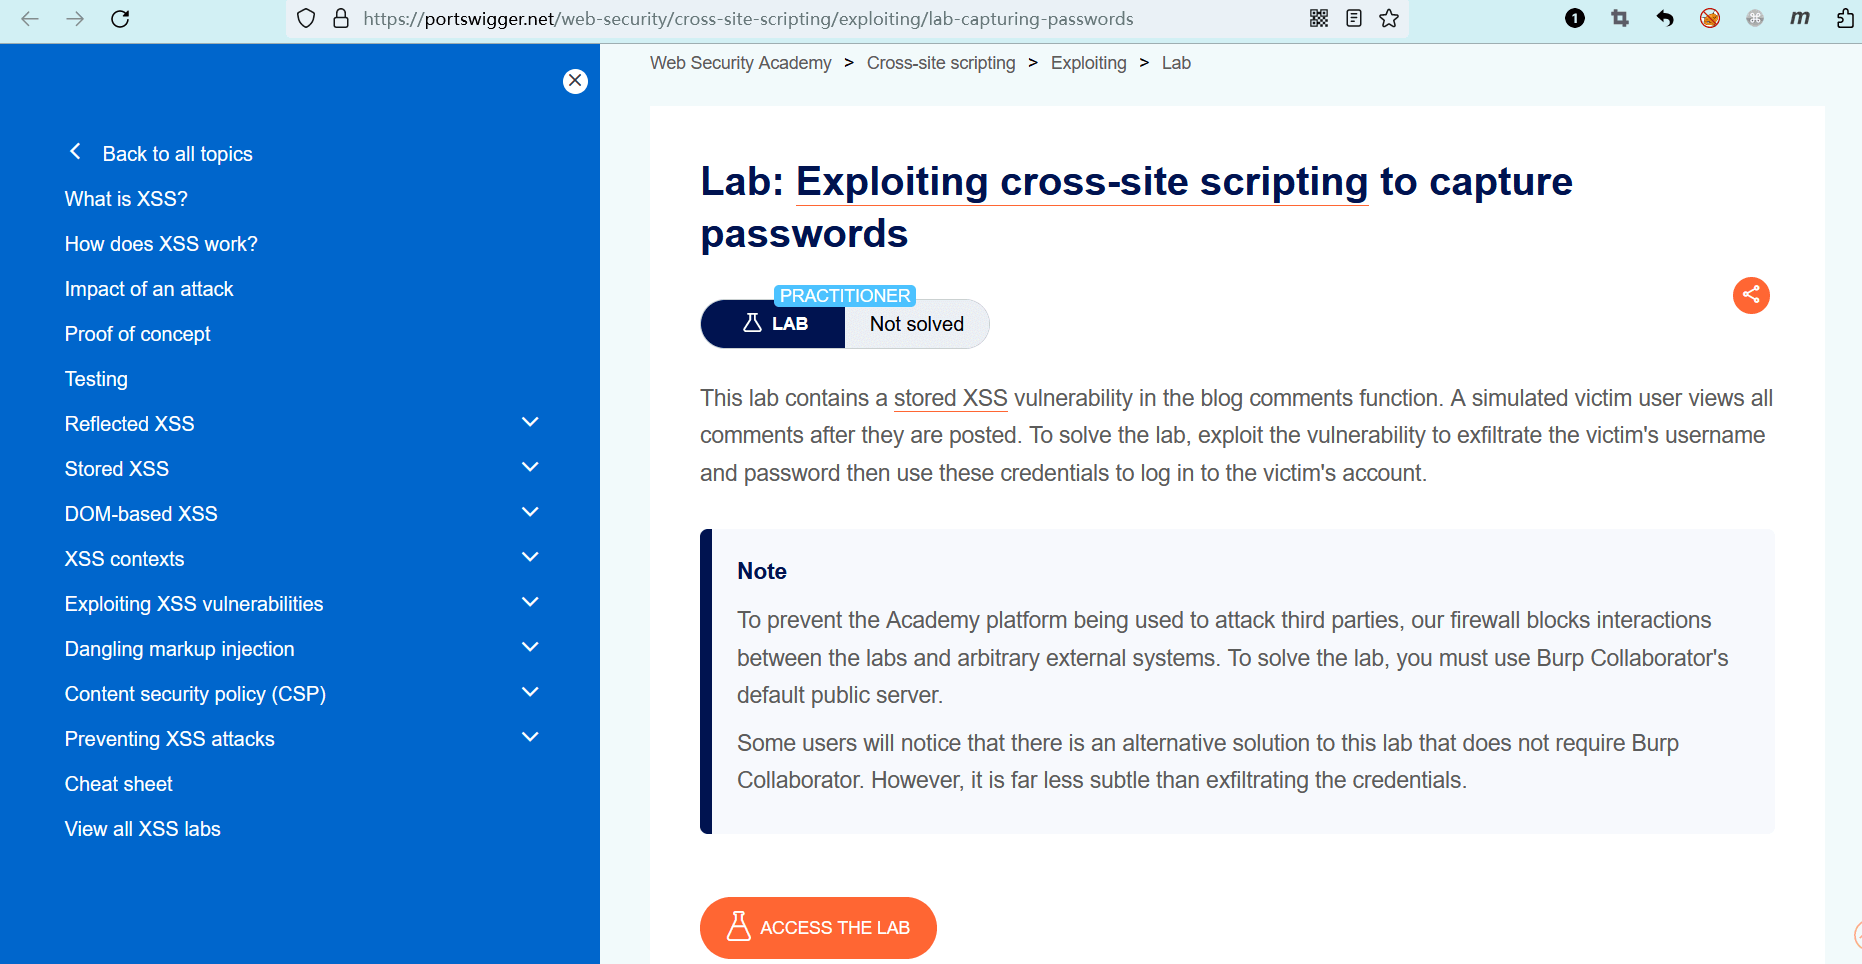 https://portswigger.net/web-security/cross-site-scripting/exploiting/lab-capturing-passwords
1
m
Back to all topics
What is XSS?
How does XSS work?
Impact of an attack
Proof of concept
Testing
Reflected XSS
Stored XSS
DOM-based XSS
XSS contexts
Exploiting XSS vulnerabilities
Dangling markup injection
Content security policy (CSP)
Preventing XSS attacks
Cheat sheet
View all XSS labs
Web Security Academy > Cross-site scripting > Exploiting > Lab
Lab: Exploiting cross-site scripting to capture
passwords
PRACTITIONER
LAB Not solved
This lab contains a stored XSS vulnerability in the blog comments function. A simulated victim user views all
comments after they are posted. To solve the lab, exploit the vulnerability to exfiltrate the victim's username
and password then use these credentials to log in to the victim's account.
Note
To prevent the Academy platform being used to attack third parties, our firewall blocks interactions
between the labs and arbitrary external systems. To solve the lab, you must use Burp Collaborator's
default public server.
Some users will notice that there is an alternative solution to this lab that does not require Burp
Collaborator. However, it is far less subtle than exfiltrating the credentials.
ACCESS THE LAB